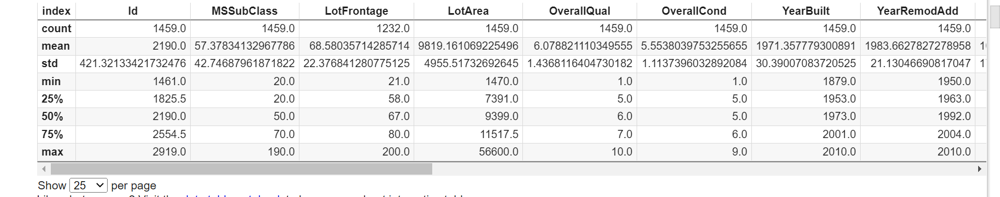 index Id MSSubClass LotFrontage LotArea OverallQual OverallCond YearBuilt YearRemodAdd
count 1459.0 1459.0 1232.0 1459.0 1459.0 1459.0 1459.0 1459.0
mean 2190.0 57.37834132967786 68.58035714285714 9819.161069225496 6.078821110349555 5.5538039753255655 1971.357779300891 1983.6627827278958
std 421.32133421732476 42.74687961871822 22.376841280775125 4955.51732692645 1.4368116404730182 1.1137396032892084 30.39007083720525 21.13046690817047
min 1461.0 20.0 21.0 1470.0 1.0 1.0 1879.0 1950.0
25% 1825.5 20.0 58.0 7391.0 5.0 5.0 1953.0 1963.0
50% 2190.0 50.0 67.0 9399.0 6.0 5.0 1973.0 1992.0
75% 2554.5 70.0 80.0 11517.5 7.0 6.0 2001.0 2004.0
max 2919.0 190.0 200.0 56600.0 10.0 9.0 2010.0 2010.0
Show 25 per page